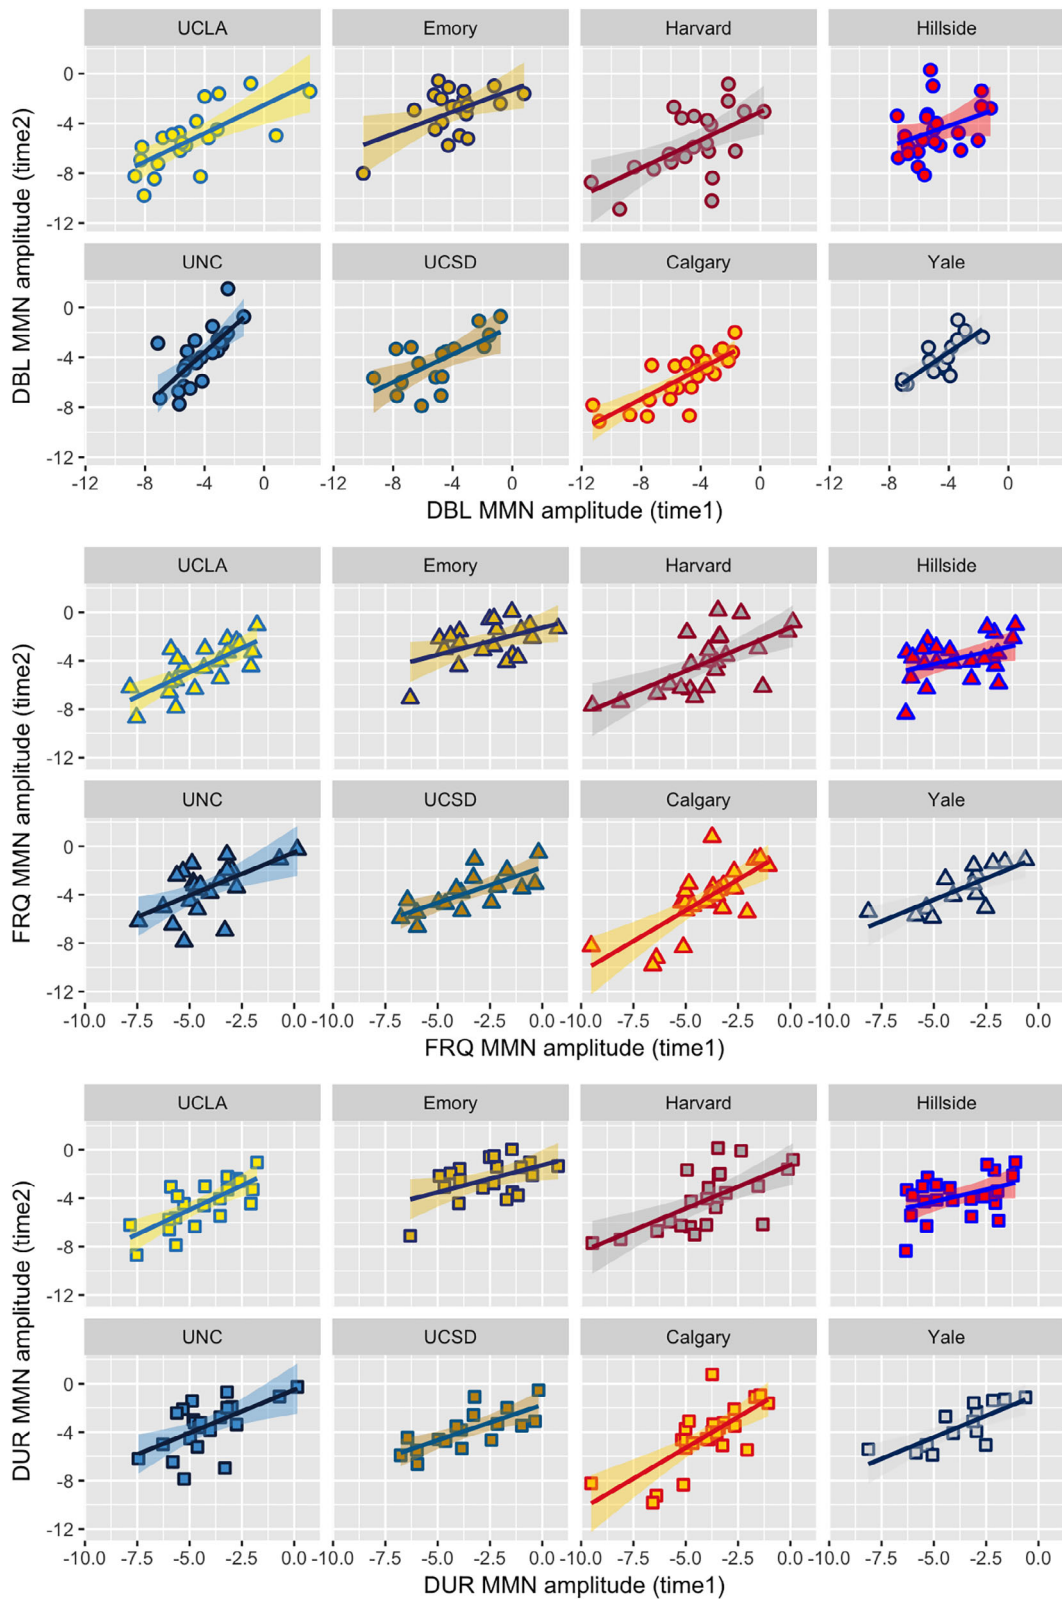 UCLA Emory Harvard Hillside
0
-4
-8
-12
UNC UCSD Calgary Yale
0
-4
-8
-12
DBL MMN amplitude (time2)
-12 -8 -4 0 -12 -8 -4 0 -12 -8 -4 0 -12 -8 -4 0
DBL MMN amplitude (time1)
UCLA Emory Harvard Hillside
0
-4
-8
-12
UNC UCSD Calgary Yale
0
-4
-8
-12
FRQ MMN amplitude (time2)
-10.0 -7.5 -5.0 -2.5 0.0 -10.0 -7.5 -5.0 -2.5 0.0 -10.0 -7.5 -5.0 -2.5 0.0 -10.0 -7.5 -5.0 -2.5 0.0
FRQ MMN amplitude (time1)
UCLA Emory Harvard Hillside
0
-4
-8
-12
UNC UCSD Calgary Yale
0
-4
-8
-12
DUR MMN amplitude (time2)
-10.0 -7.5 -5.0 -2.5 0.0 -10.0 -7.5 -5.0 -2.5 0.0 -10.0 -7.5 -5.0 -2.5 0.0 -10.0 -7.5 -5.0 -2.5 0.0
DUR MMN amplitude (time1)